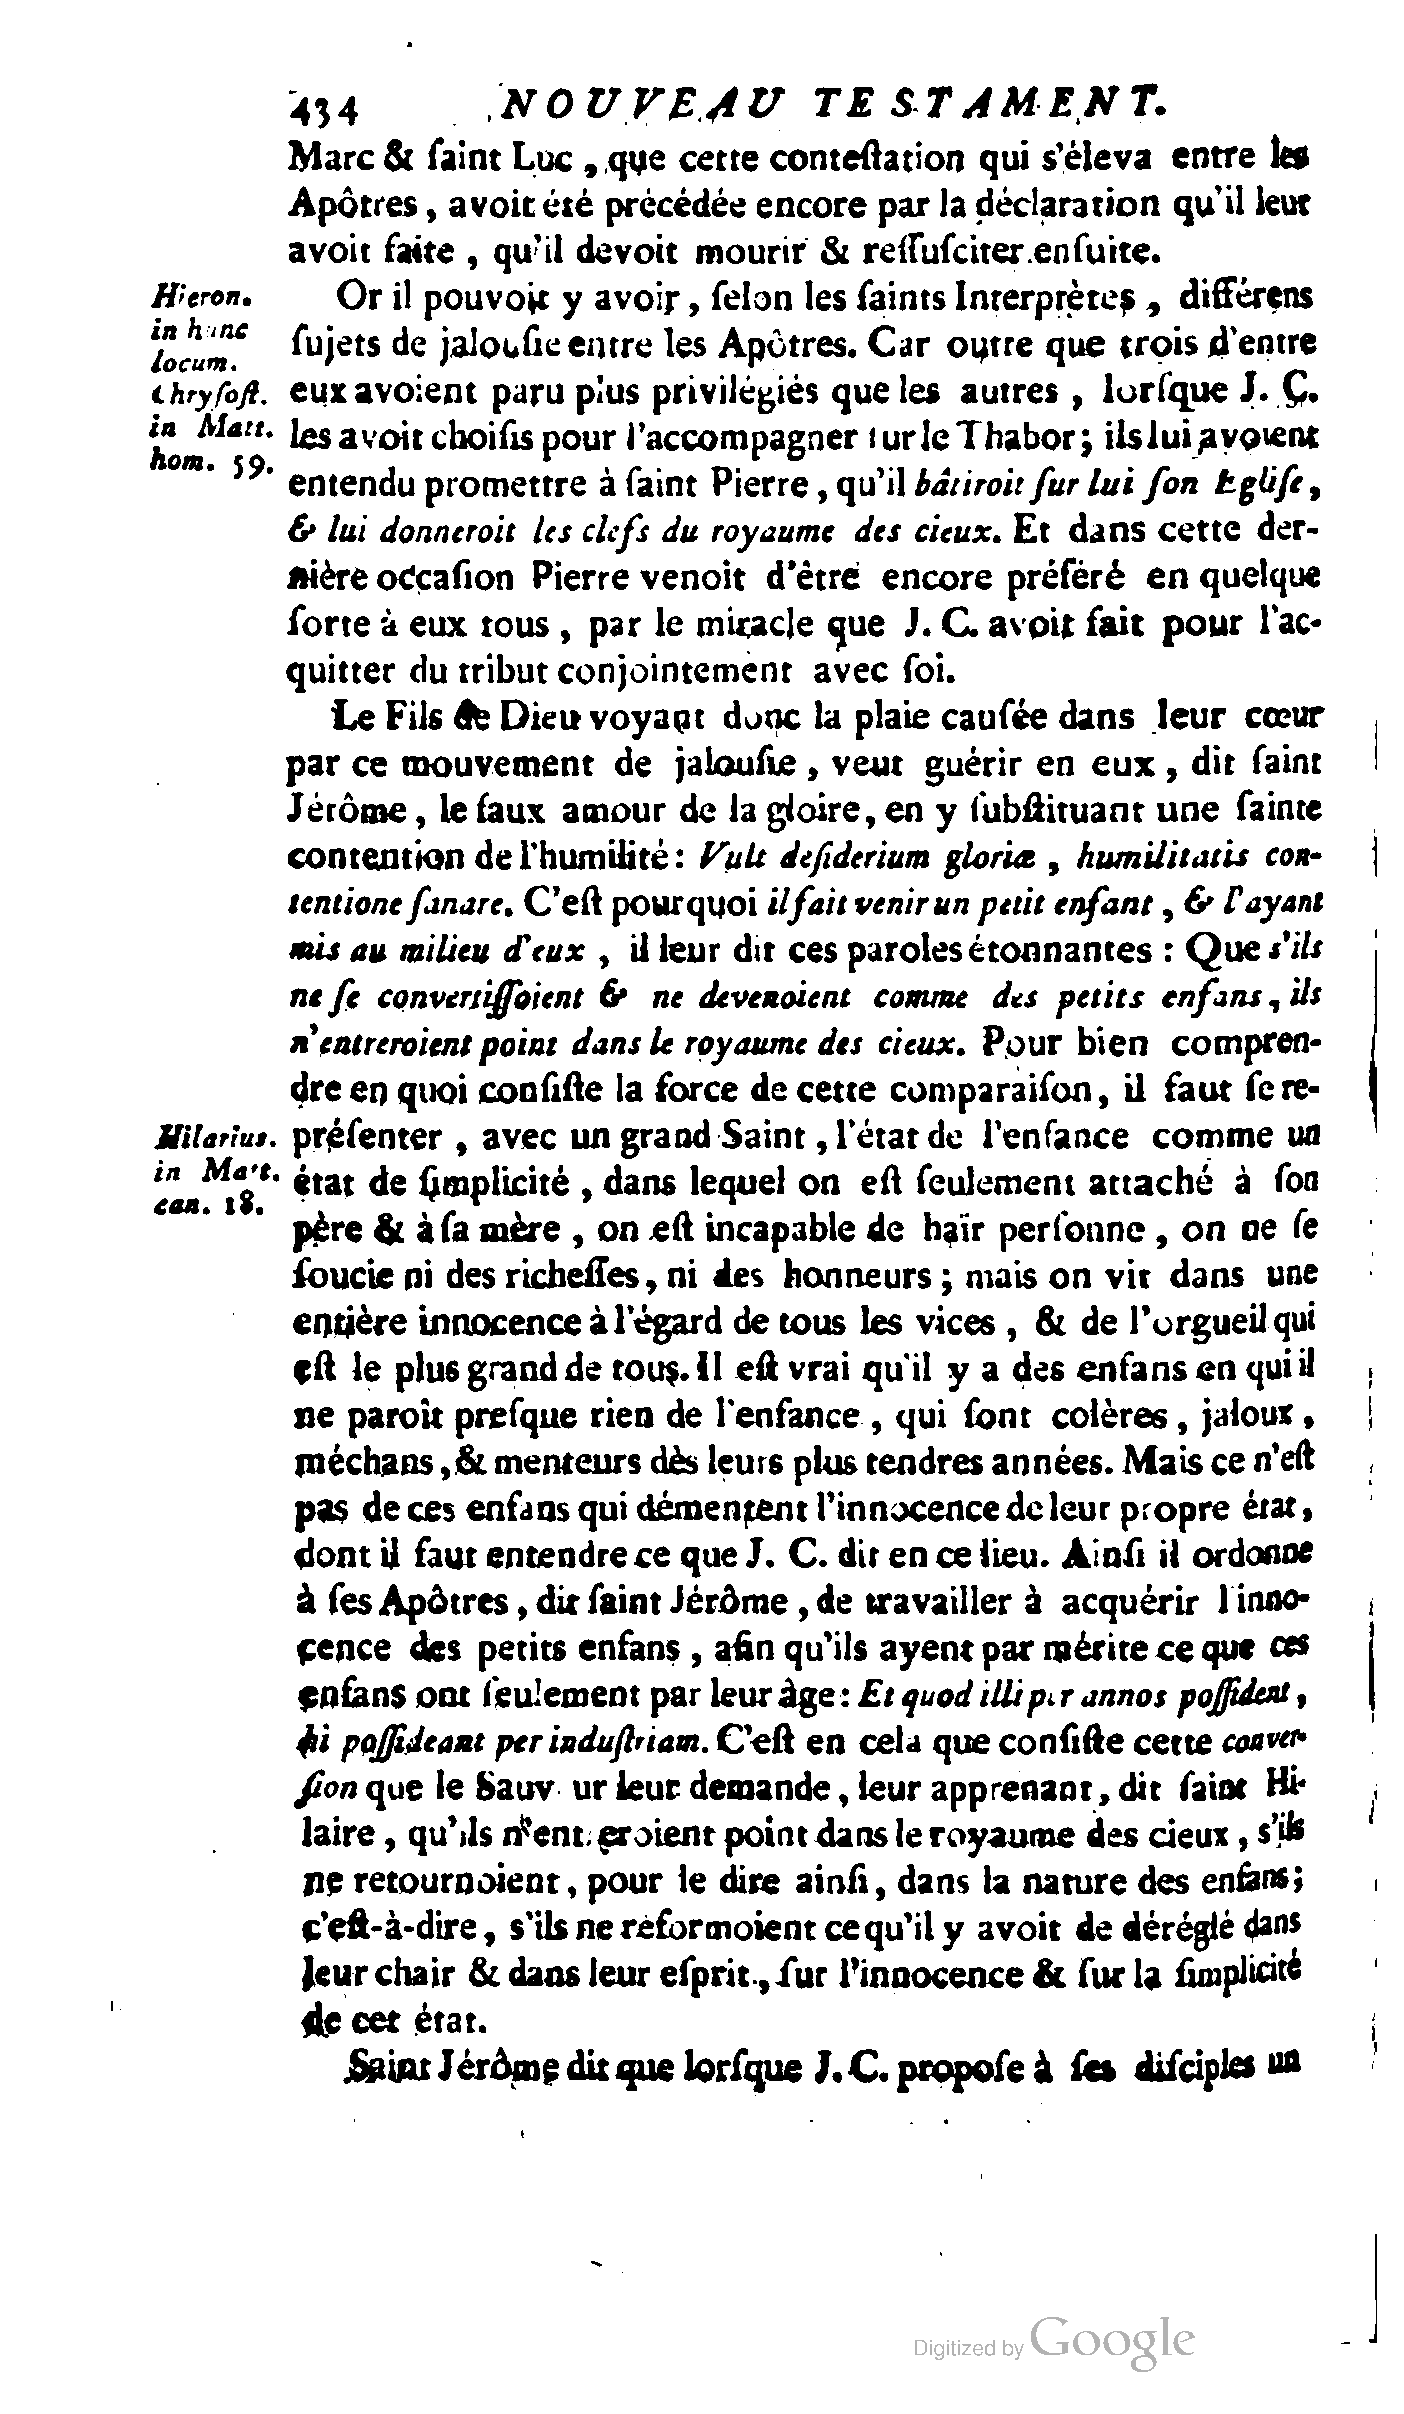 434 NOUVEAU TESTAMENT.
Marc & ſaint Luc, que cette conteſtation qui s'éleva entre les
Apôtres, avoit été précédée encore par la déclaration qu'il leur
avoit faite, qu'il devoit mourir & reſſuſciter enſuite.
Hieron.
in hunc
locum.
Chryſoſt.
in Matt.
hom. 59.
Or il pouvoit y avoir, ſelon les ſaints Interprètes, différens
ſujets de jalouſie entre les Apôtres. Car outre que trois d'entre
eux avoient paru plus privilégiés que les autres, lorſque J. C.
les avoit choiſis pour l'accompagner ſur le Thabor; ils lui avoient
entendu promettre à ſaint Pierre, qu'il bâtiroit ſur lui ſon Egliſe,
& lui donneroit les clefs du royaume des cieux. Et dans cette der-
nière occaſion Pierre venoit d'être encore préféré en quelque
ſorte à eux tous, par le miracle que J. C. avoit fait pour l'ac-
quitter du tribut conjointement avec ſoi.
Le Fils de Dieu voyant donc la plaie cauſée dans leur cœur
par ce mouvement de jalouſie, veut guérir en eux, dit ſaint
Jérôme, le faux amour de la gloire, en y ſubſtituant une ſainte
contention de l'humilité: Vult deſiderium gloriæ, humilitatis con-
tentione ſanare. C'eſt pourquoi il fait venir un petit enfant, & l'ayant
mis au milieu d'eux, il leur dit ces paroles étonnantes : Que s'ils
ne ſe convertiſſoient & ne devenoient comme des petits enfans, ils
n'entreroient point dans le royaume des cieux. Pour bien compren-
dre en quoi conſiſte la force de cette comparaiſon, il faut ſe re-
Hilarius.
in Matt.
can. 18.
préſenter, avec un grand Saint, l'état de l'enfance comme un
état de ſimplicité, dans lequel on eſt ſeulement attaché à ſon
père & à ſa mère, on eſt incapable de haïr perſonne, on ne ſe
ſoucie ni des richeſſes, ni des honneurs; mais on vit dans une
entière innocence à l'égard de tous les vices, & de l'orgueil qui
eſt le plus grand de tous. Il eſt vrai qu'il y a des enfans en qui il
ne paroît preſque rien de l'enfance, qui ſont colères, jaloux,
méchans, & menteurs dès leurs plus tendres années. Mais ce n'eſt
pas de ces enfans qui démentent l'innocence de leur propre état,
dont il faut entendre ce que J. C. dit en ce lieu. Ainſi il ordonne
à ſes Apôtres, dit ſaint Jérôme, de travailler à acquérir l'inno-
cence des petits enfans, afin qu'ils ayent par mérite ce que ces
enfans ont ſeulement par leur âge: Et quod illi per annos poſſident,
hi poſſideant per induſtriam. C'eſt en cela que conſiſte cette conver-
ſion que le Sauv ur leur demande, leur apprenant, dit ſaint Hi-
laire, qu'ils n'entreroient point dans le royaume des cieux, s'ils
ne retournoient, pour le dire ainſi, dans la nature des enfans;
c'eſt-à-dire, s'ils ne réformoient ce qu'il y avoit de déréglé dans
leur chair & dans leur eſprit, ſur l'innocence & ſur la ſimplicité
de cet état.
Saint Jérôme dit que lorſque J. C. propoſe à ſes diſciples un
Digitized by Google